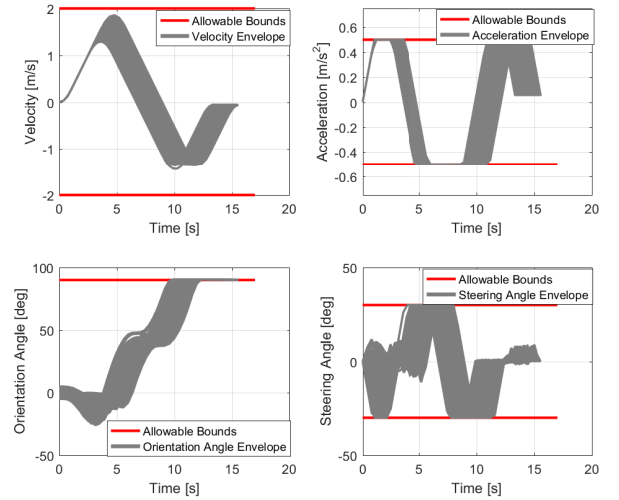 2
1
0
-1
-2
Velocity [m/s]
Allowable Bounds
Velocity Envelope
0
5
10
15
20
Time [s]
0.6
0.4
0.2
0
-0.2
-0.4
-0.6
Acceleration [m/s²]
Allowable Bounds
Acceleration Envelope
0
5
10
15
20
Time [s]
100
50
0
-50
Orientation Angle [deg]
Allowable Bounds
Orientation Angle Envelope
0
5
10
15
20
Time [s]
50
0
-50
Steering Angle [deg]
Allowable Bounds
Steering Angle Envelope
0
5
10
15
20
Time [s]